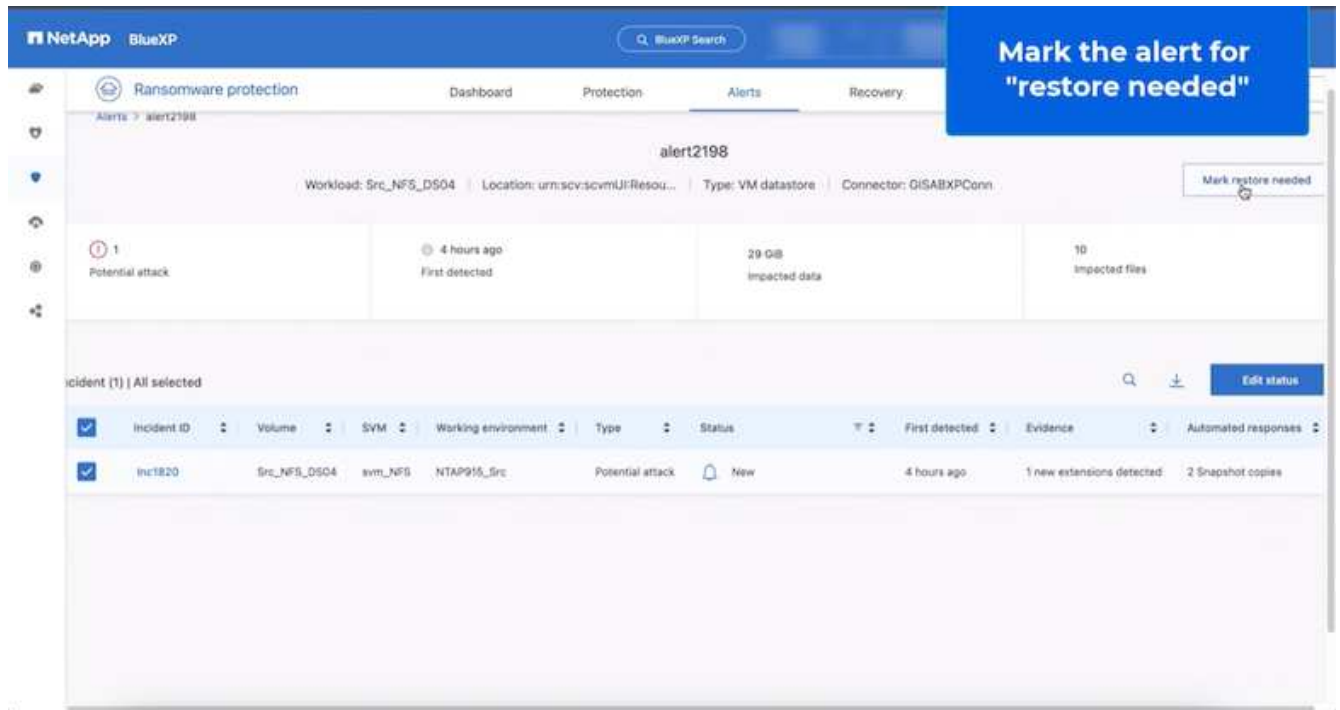 NetApp BlueXP
BlueXP Search
Mark the alert for
"restore needed"
Ransomware protection
Dashboard
Protection
Alerts
Recovery
Alerts > alert2198
alert2198
Workload: Src_NFS_DS04 | Location: urn:scv:scvmUI:Resou... | Type: VM datastore | Connector: GISABXPConn
Mark restore needed
1
Potential attack
4 hours ago
First detected
29 GiB
Impacted data
10
Impacted files
cident (1) | All selected
Edit status
Incident ID Volume SVM Working environment Type Status First detected Evidence Automated responses
Inc1820 Src_NFS_DS04 svm_NFS NTAP915_Src Potential attack New 4 hours ago 1 new extensions detected 2 Snapshot copies